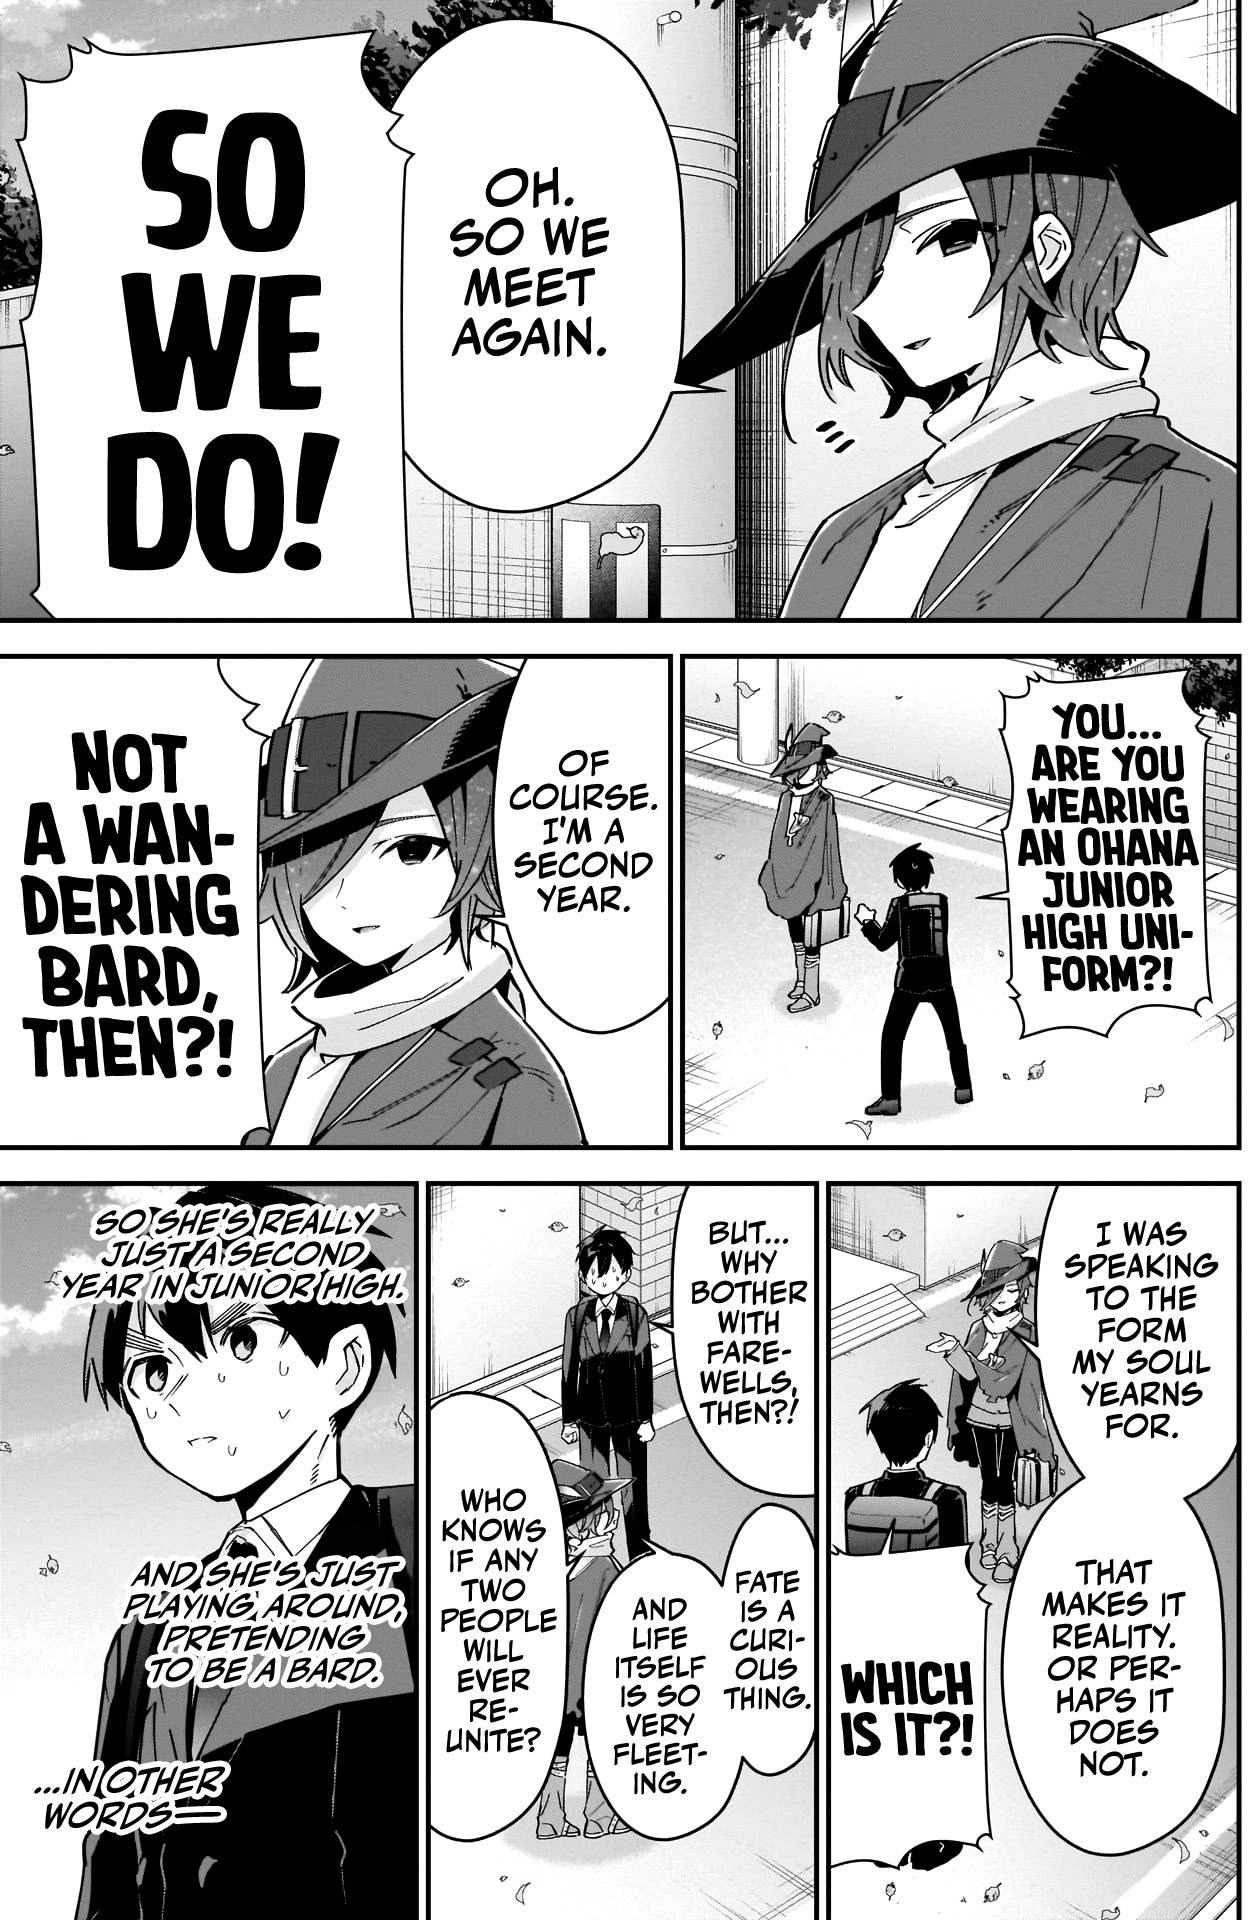 OH.
SO WE
MEET
AGAIN.
SO
WE
DO!
YOU...
ARE YOU
WEARING
AN OHANA
JUNIOR
HIGH UNI-
FORM?!
OF
COURSE.
I'M A
SECOND
YEAR.
NOT
A WAN-
DERING
BARD,
THEN?!
I WAS
SPEAKING
TO THE
FORM
MY SOUL
YEARNS
FOR.
THAT
MAKES IT
REALITY.
OR PER-
HAPS IT
DOES
NOT.
WHICH
IS IT?!
BUT...
WHY
BOTHER
WITH
FARE-
WELLS,
THEN?!
FATE
IS A
CURI-
OUS
THING.
AND
LIFE
ITSELF
IS SO
VERY
FLEET-
ING.
WHO
KNOWS
IF ANY
TWO
PEOPLE
WILL
EVER
RE-
UNITE?
SO SHE'S REALLY
JUST A SECOND
YEAR IN JUNIOR HIGH.
AND SHE'S JUST
PLAYING AROUND,
PRETENDING
TO BE A BARD.
...IN OTHER
WORDS—